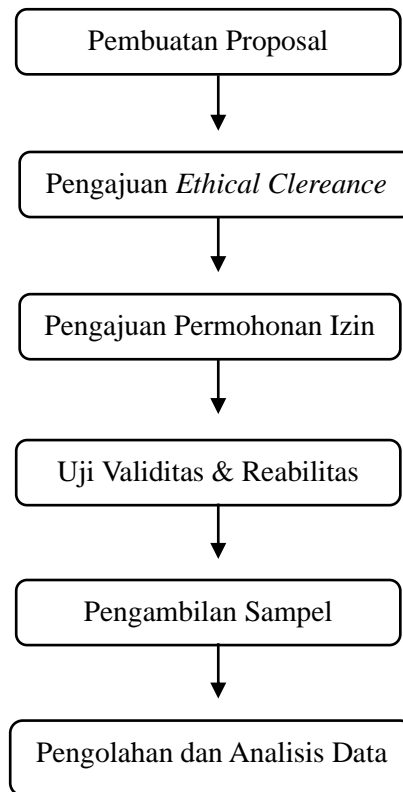 Pembuatan Proposal
Pengajuan Ethical Clereance
Pengajuan Permohonan Izin
Uji Validitas & Reabilitas
Pengambilan Sampel
Pengolahan dan Analisis Data